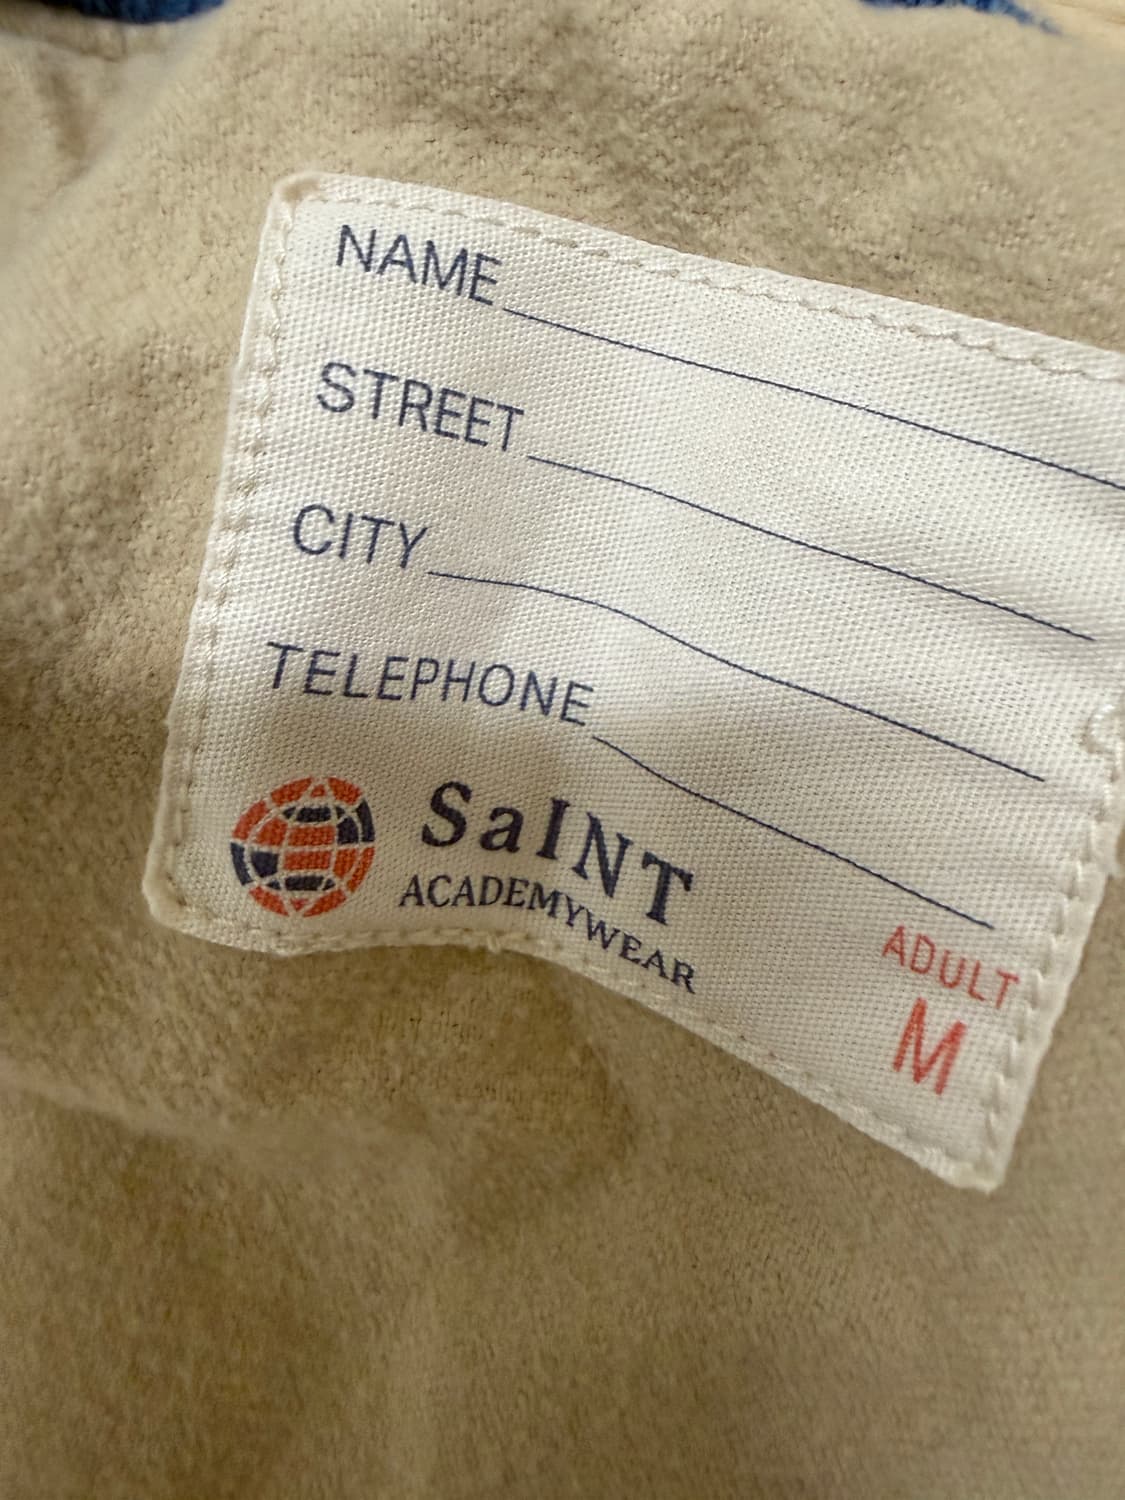 NAME
STREET
CITY
TELEPHONE
SaINT
ACADEMYWEAR
ADULT
M